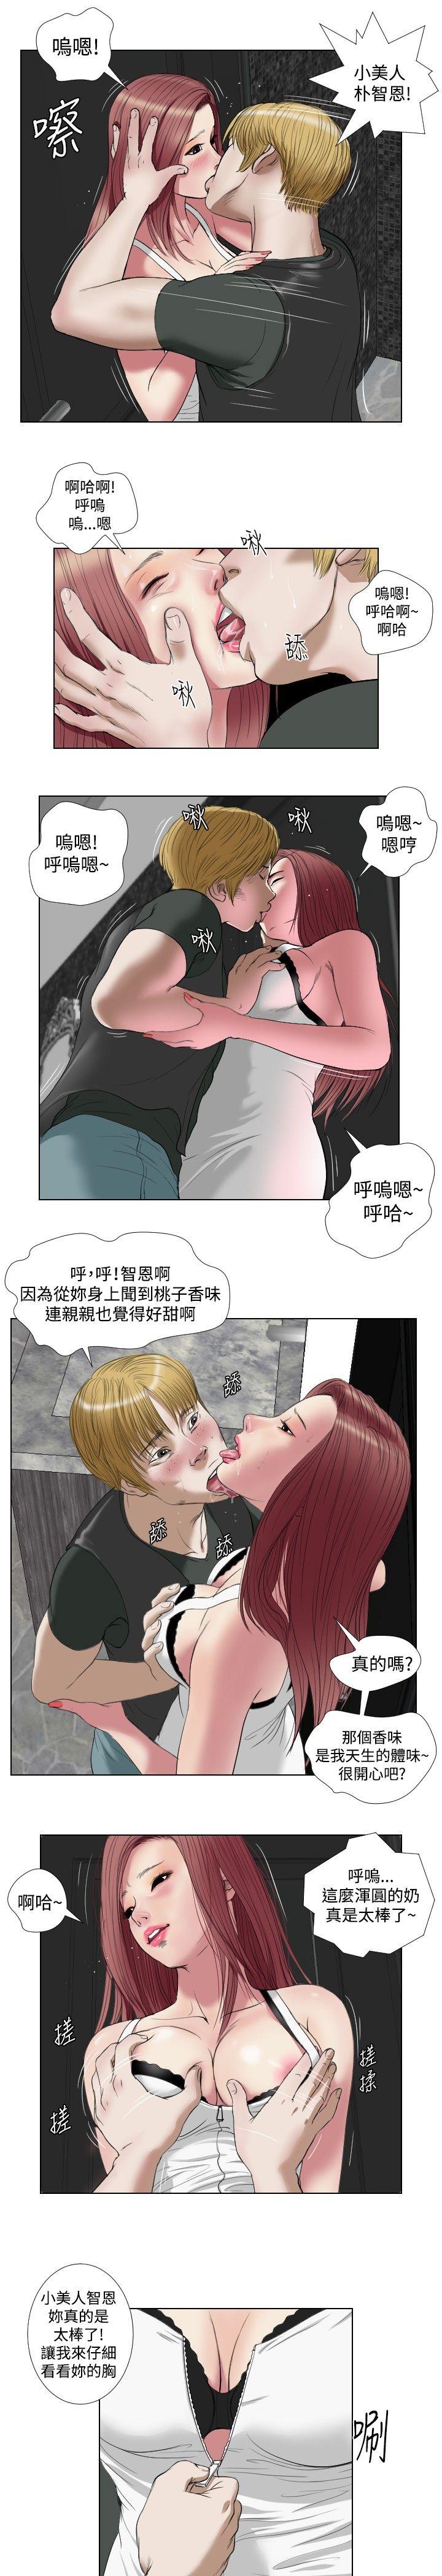 嗚嗯!
小美人
朴智恩!
嚓
啊哈啊!
呼嗚
嗚...嗯
啾
嗚嗯!
呼哈啊~
啊哈
舔
啾
啾
啾
嗚嗯!
呼嗚嗯~
嗚嗯~
嗯哼
啾
呼嗚嗯~
呼哈~
呼,呼!智恩啊
因為從妳身上聞到桃子香味
連親親也覺得好甜啊
舔
舔
舔
真的嗎?
那個香味
是我天生的體味~
很開心吧?
啊哈~
呼嗚...
這麼渾圓的奶
真是太棒了~
搓
搓
搓
揉
小美人智恩
妳真的是
太棒了!
讓我來仔細
看看妳的胸
唰